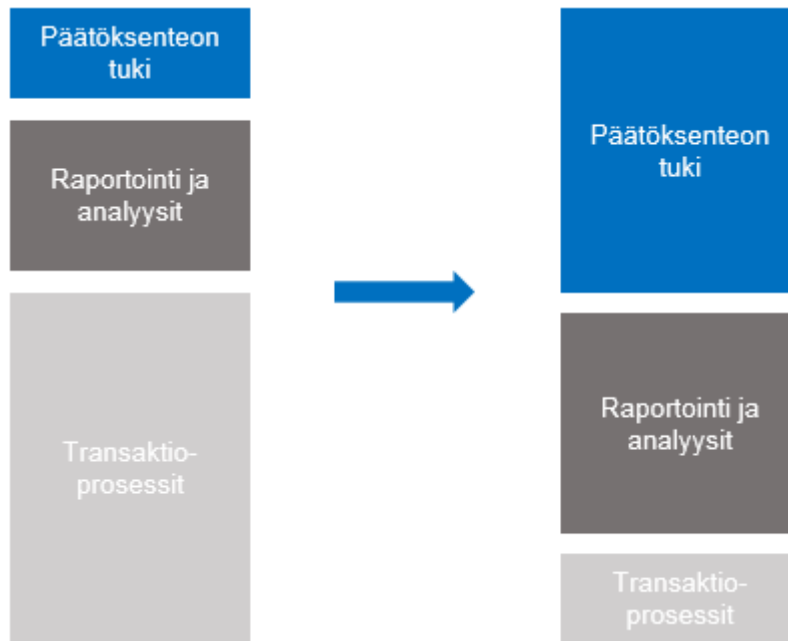 Päätöksenteon
tuki
Raportointi ja
analyysit
Transaktio-
prosessit
Päätöksenteon
tuki
Raportointi ja
analyysit
Transaktio-
prosessit